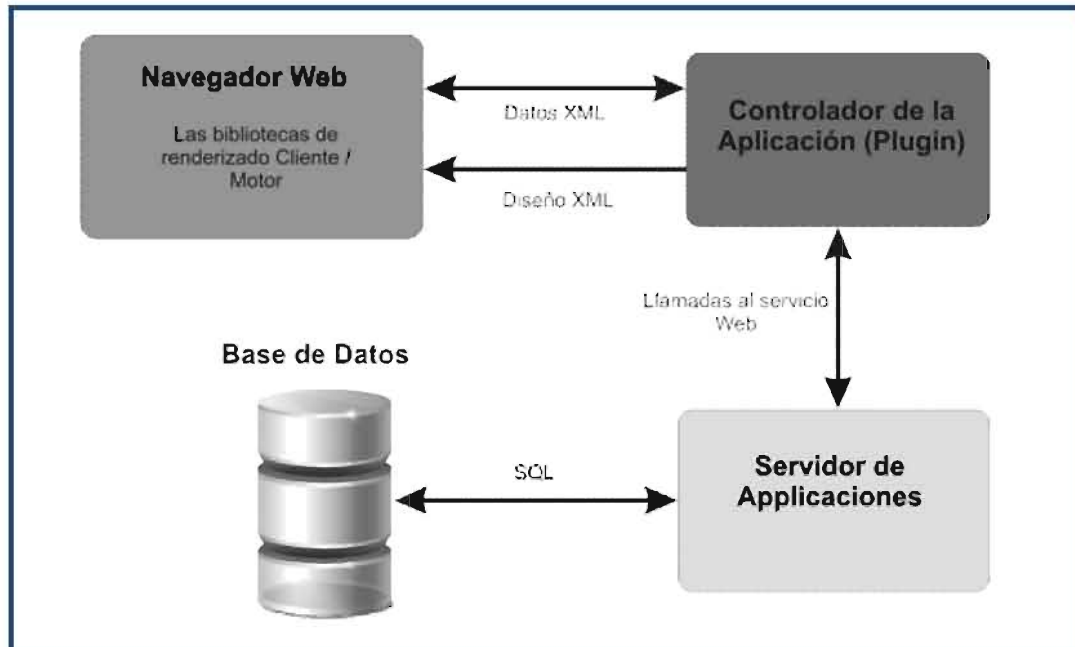 Navegador Web
Las bibliotecas de
renderizado Cliente /
Motor
Datos XML
Diseño XML
Controlador de la
Aplicación (Plugin)
Llamadas al servicio
Web
Base de Datos
SQL
Servidor de
Applicaciones